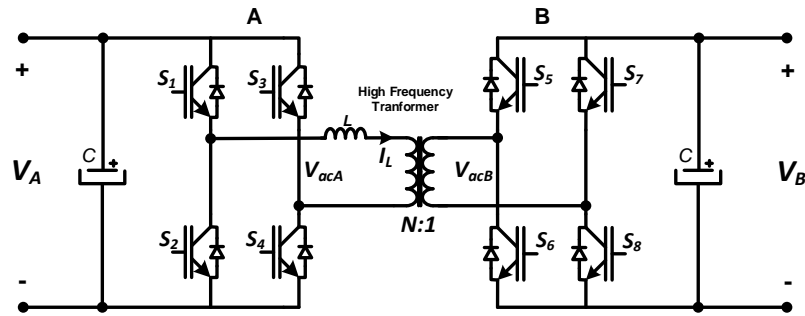 A
B
+
C
+
S1
S3
High Frequency
Tranformer
L
IL
VacA
VacB
N:1
S5
S7
C
+
+
VA
VB
S2
S4
S6
S8
-
-